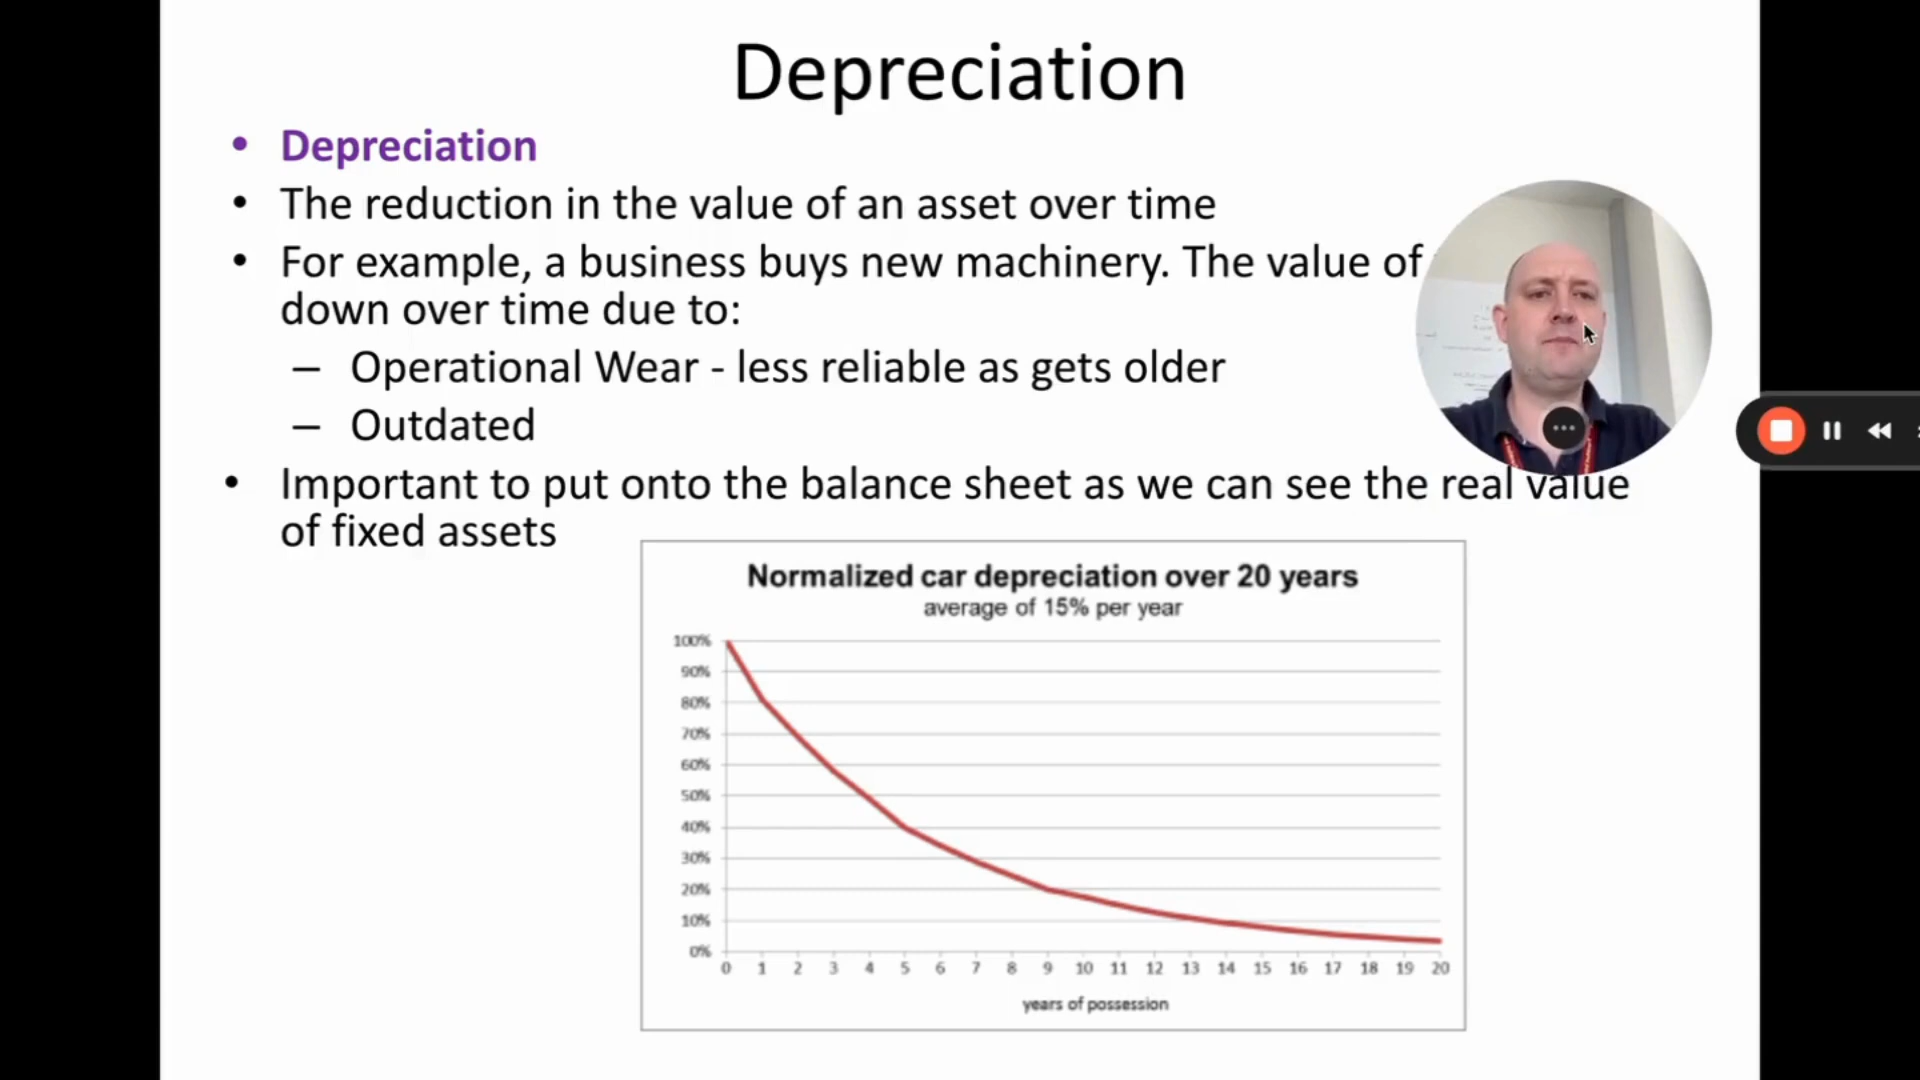 Depreciation
• Depreciation
• The reduction in the value of an asset over time
• For example, a business buys new machinery. The value of
down over time due to:
– Operational Wear - less reliable as gets older
– Outdated
• Important to put onto the balance sheet as we can see the real value
of fixed assets
Normalized car depreciation over 20 years
average of 15% per year
100%
90%
80%
70%
60%
50%
40%
30%
20%
10%
0%
0 1 2 3 4 5 6 7 8 9 10 11 12 13 14 15 16 17 18 19 20
years of possession